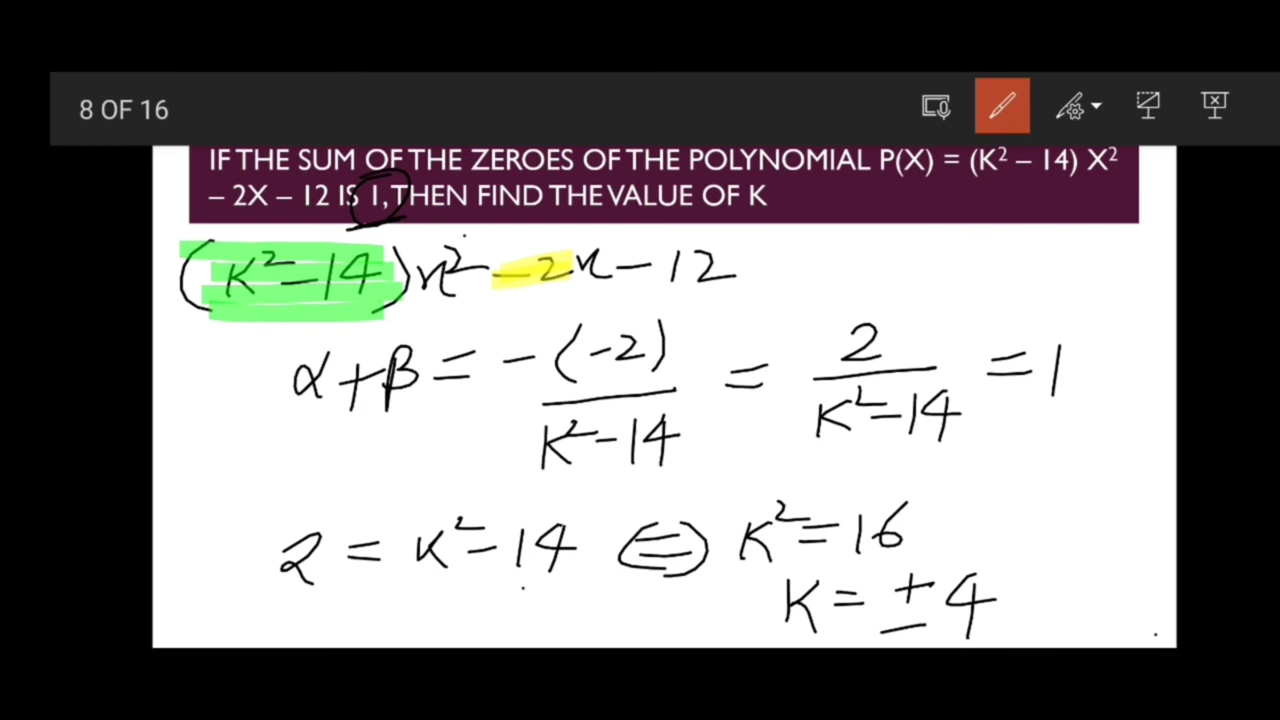 8 OF 16
IF THE SUM OF THE ZEROES OF THE POLYNOMIAL P(X) = (K² – 14) X²
– 2X – 12 IS 1, THEN FIND THE VALUE OF K
(K²-14)x²-2x-12
α+β = -(-2)/K²-14 = 2/K²-14 = 1
2 = K²-14 (=) K²=16
K = ±4